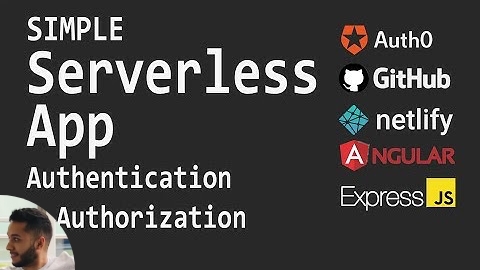 SIMPLE
Serverless
App
Authentication
Authorization
Auth0
GitHub
netlify
ANGULAR
Express JS